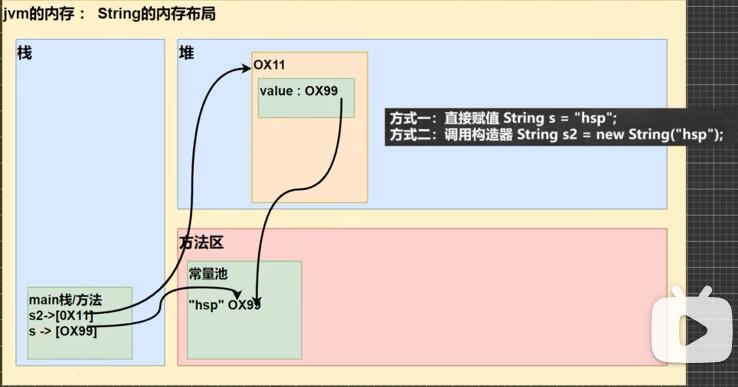 jvm的内存： String的内存布局
栈
堆
OX11
value : OX99
方式一：直接赋值 String s = "hsp";
方式二：调用构造器 String s2 = new String("hsp");
方法区
常量池
"hsp" OX99
main栈/方法
s2->[0X11]
s -> [OX99]